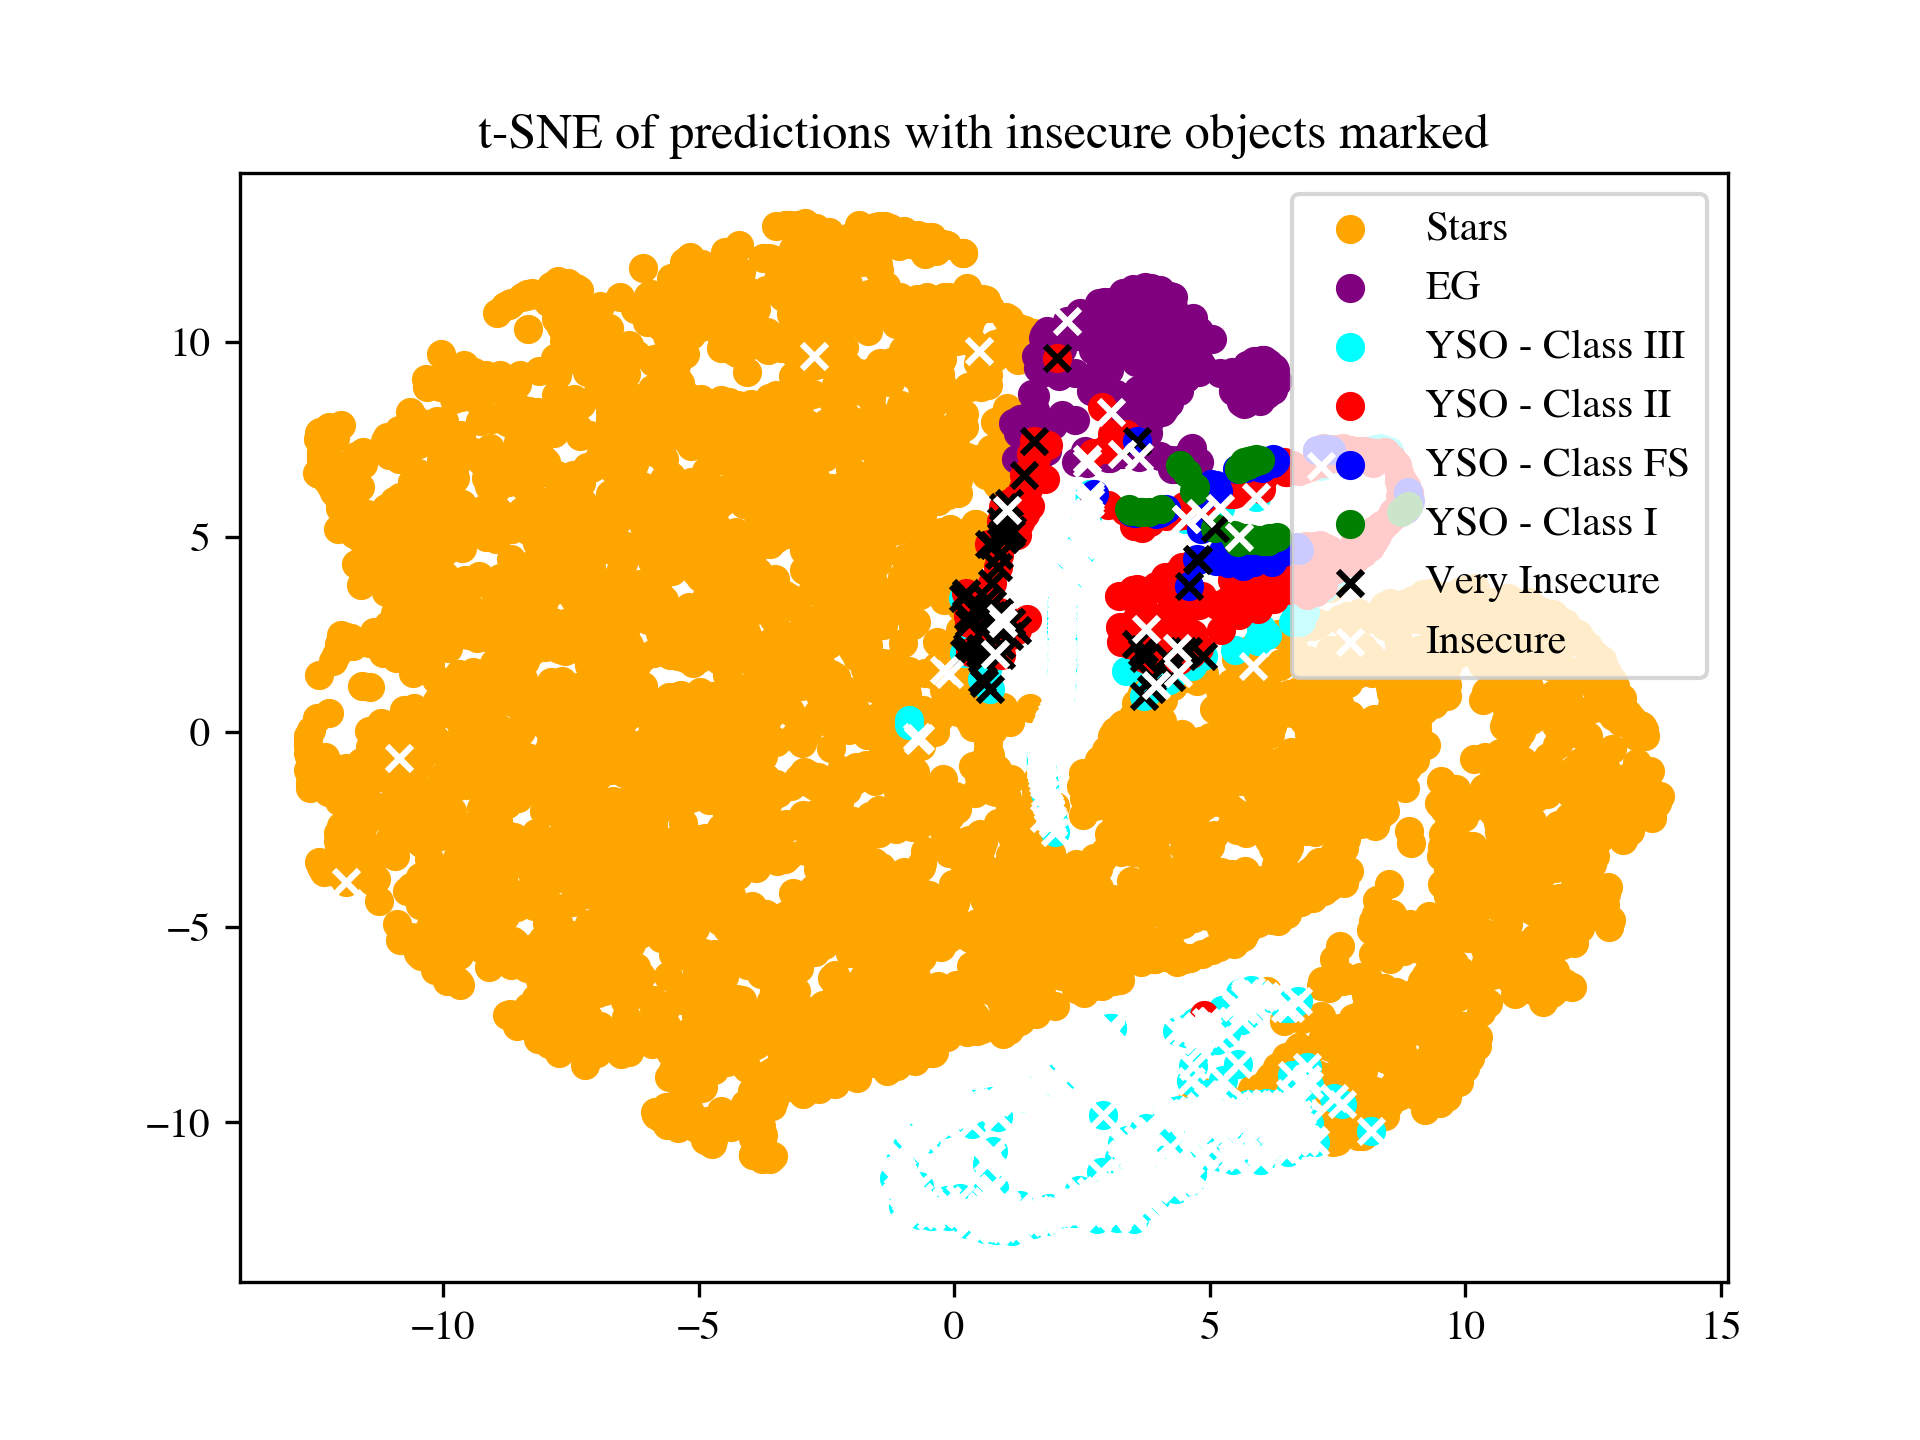 t-SNE of predictions with insecure objects marked
Stars
EG
YSO - Class III
YSO - Class II
YSO - Class FS
YSO - Class I
Very Insecure
Insecure
10
5
0
−5
−10
−10
−5
0
5
10
15